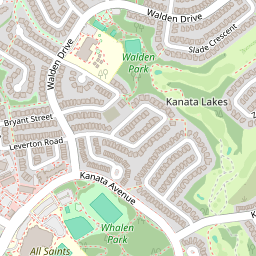 Walden Drive
Slade Crescent
Walden Drive
Walden
Park
Kanata Lakes
Bryant Street
Leverton Road
Kanata Avenue
Whalen
Park
All Saints